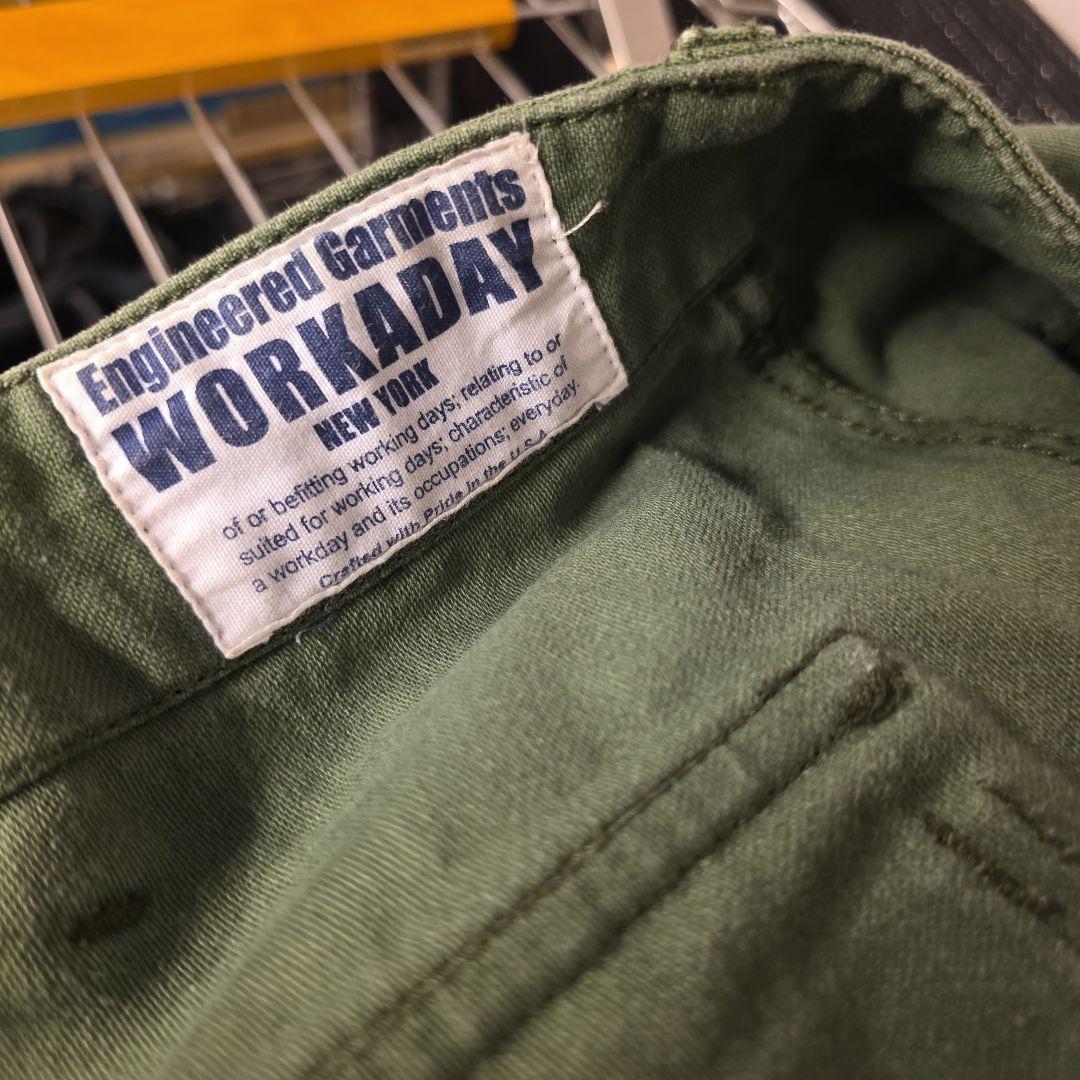 Engineered Garments
WORKADAY
NEW YORK
of or befitting working days; relating to or
suited for working days; characteristic of
a workday and its occupations; everyday.
Crafted with Pride in the U.S.A.